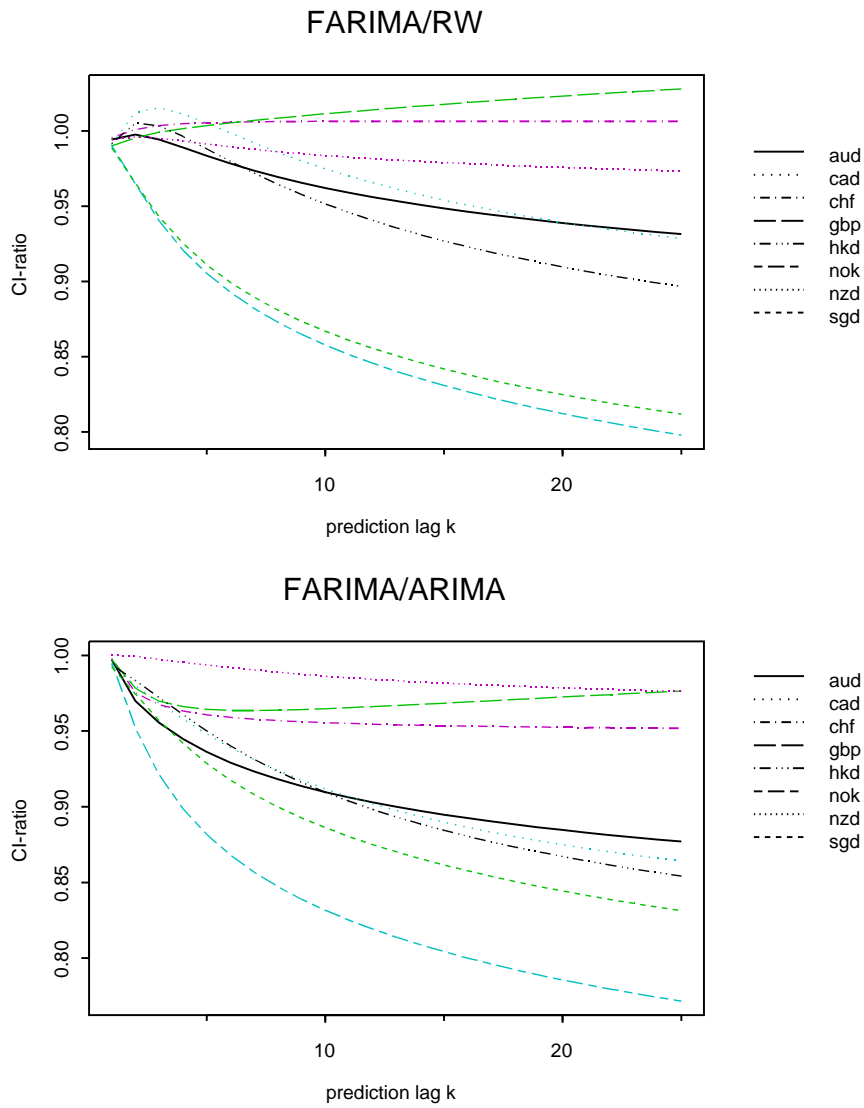 FARIMA/RW
CI-ratio
1.00
0.95
0.90
0.85
0.80
10
20
prediction lag k
aud
cad
chf
gbp
hkd
nok
nzd
sgd
FARIMA/ARIMA
CI-ratio
1.00
0.95
0.90
0.85
0.80
10
20
prediction lag k
aud
cad
chf
gbp
hkd
nok
nzd
sgd